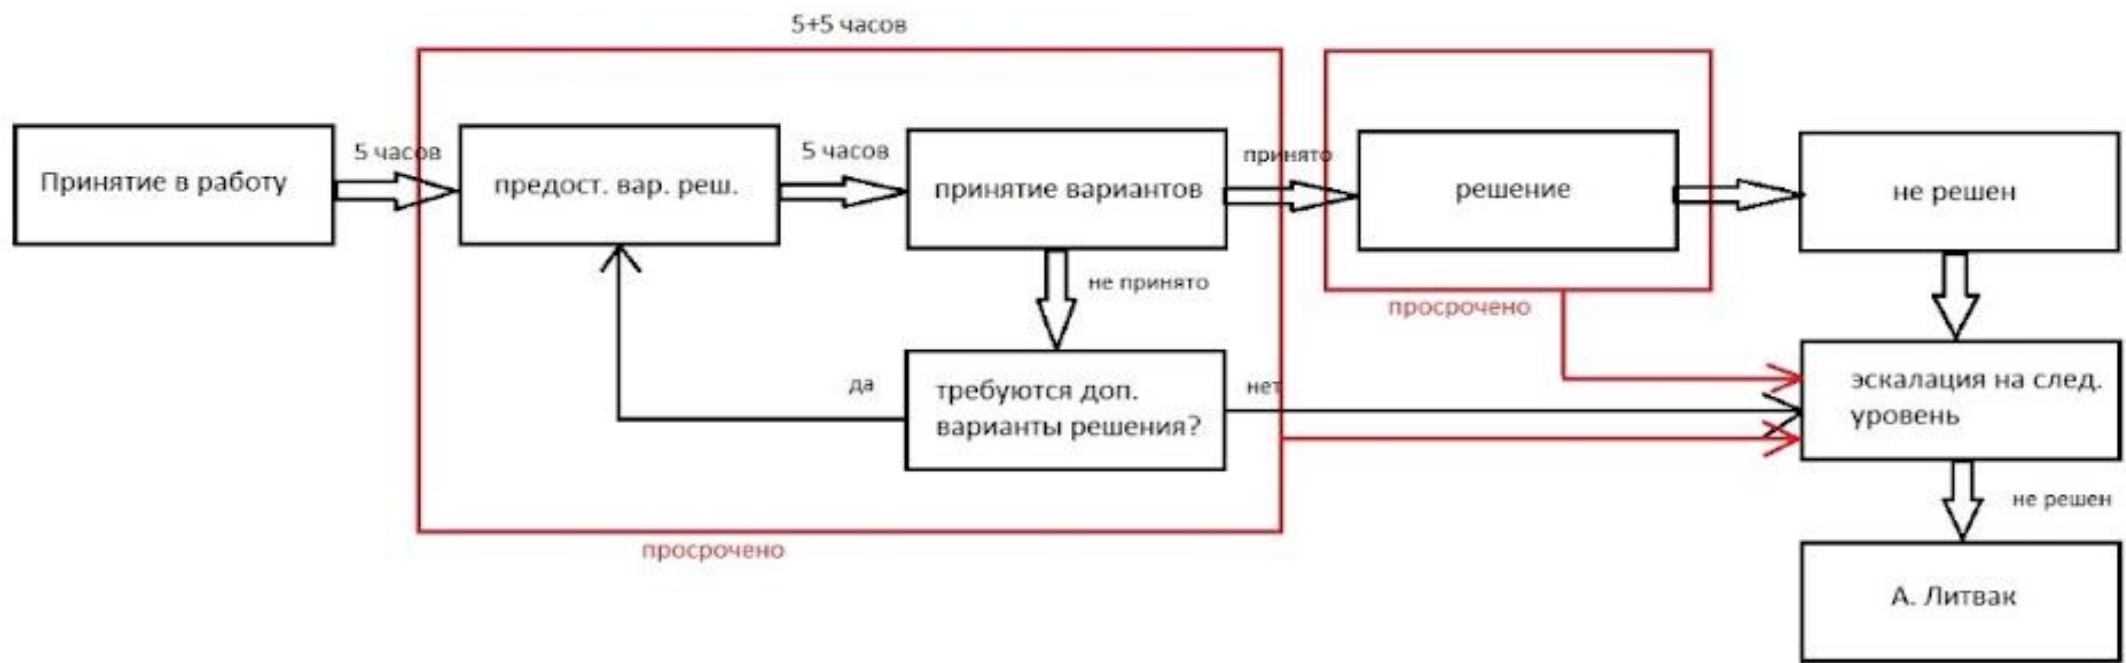 5+5 часов
Принятие в работу
5 часов
предост. вар. реш.
5 часов
принятие вариантов
принято
решение
не решен
не принято
просрочено
да
требуются доп.
варианты решения?
нет
эскалация на след.
уровень
не решен
просрочено
А. Литвак